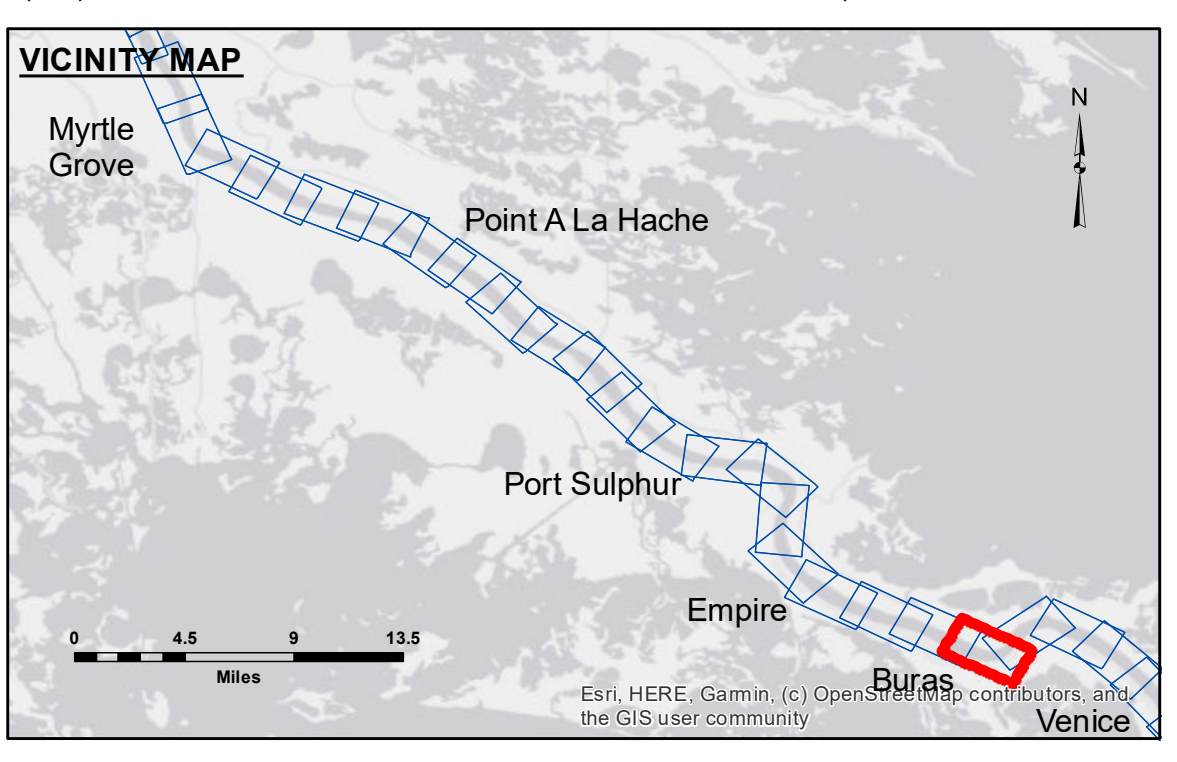 VICINITY MAP
N
Myrtle
Grove
Point A La Hache
Port Sulphur
Empire
0 4.5 9 13.5
Miles
Buras
Esri, HERE, Garmin, (c) OpenStreetMap contributors, and
the GIS user community
Venice